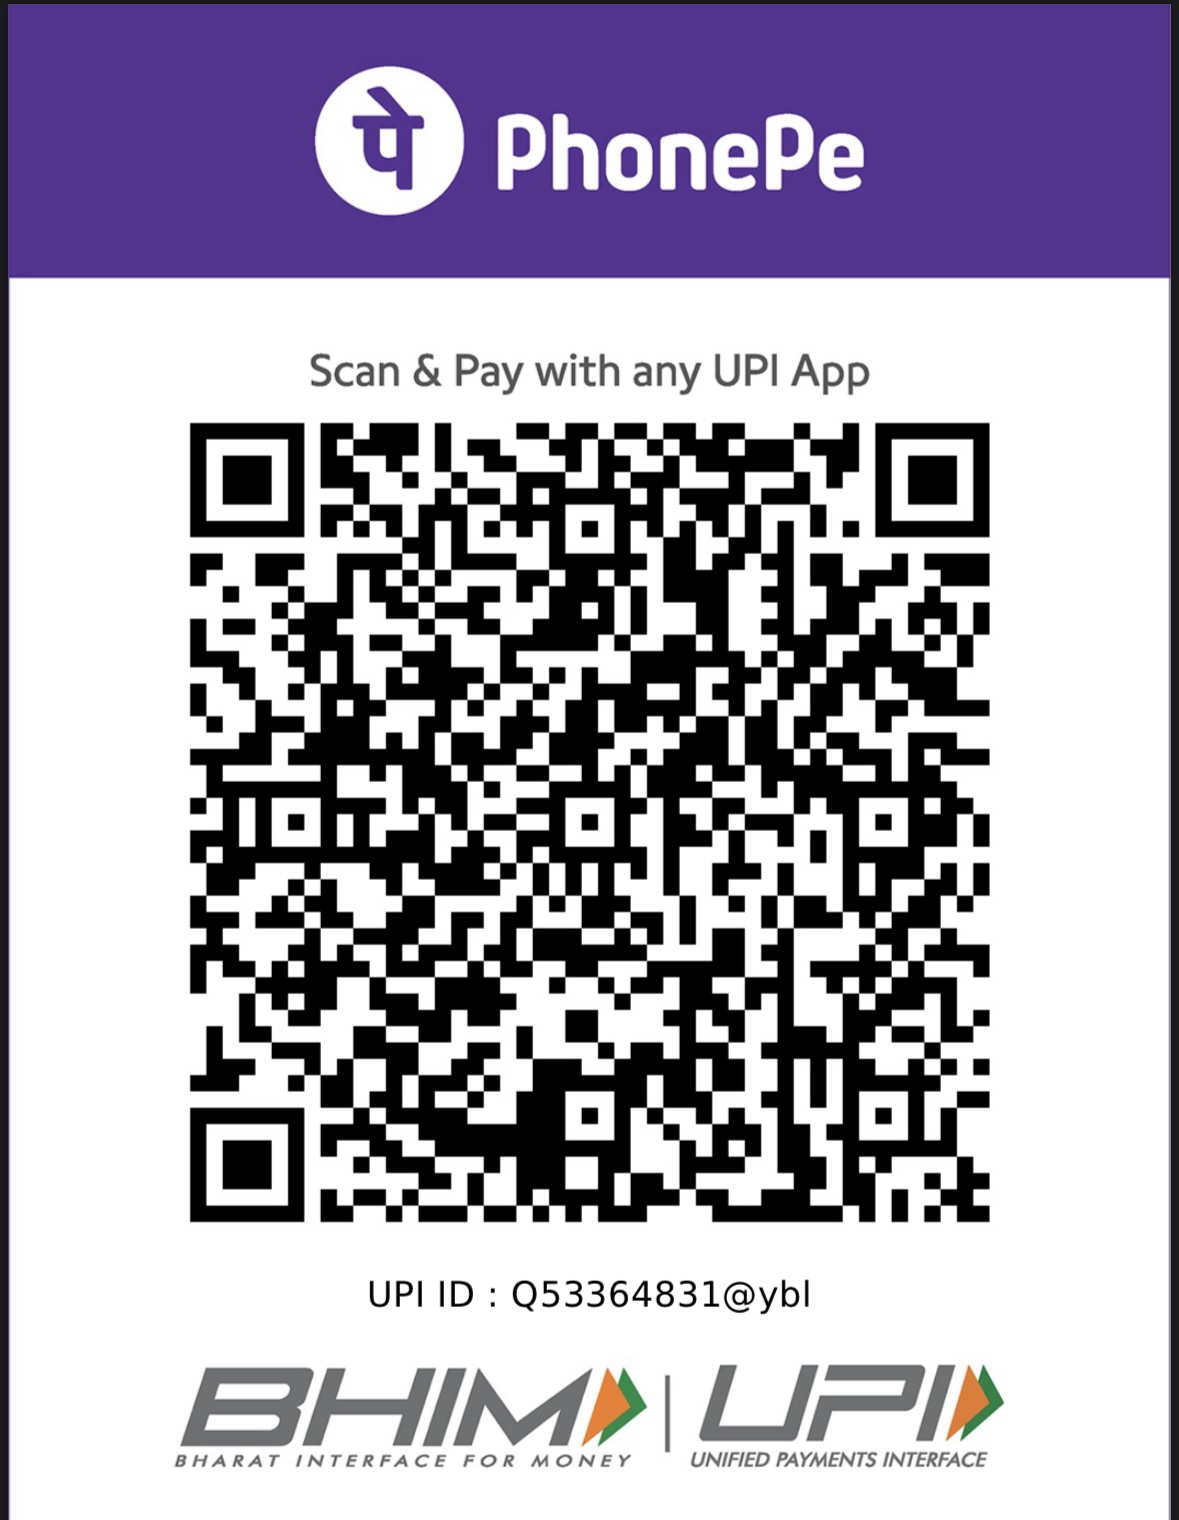 पे PhonePe
Scan & Pay with any UPI App
UPI ID : Q53364831@ybl
BHIM | UPI
BHARAT INTERFACE FOR MONEY UNIFIED PAYMENTS INTERFACE